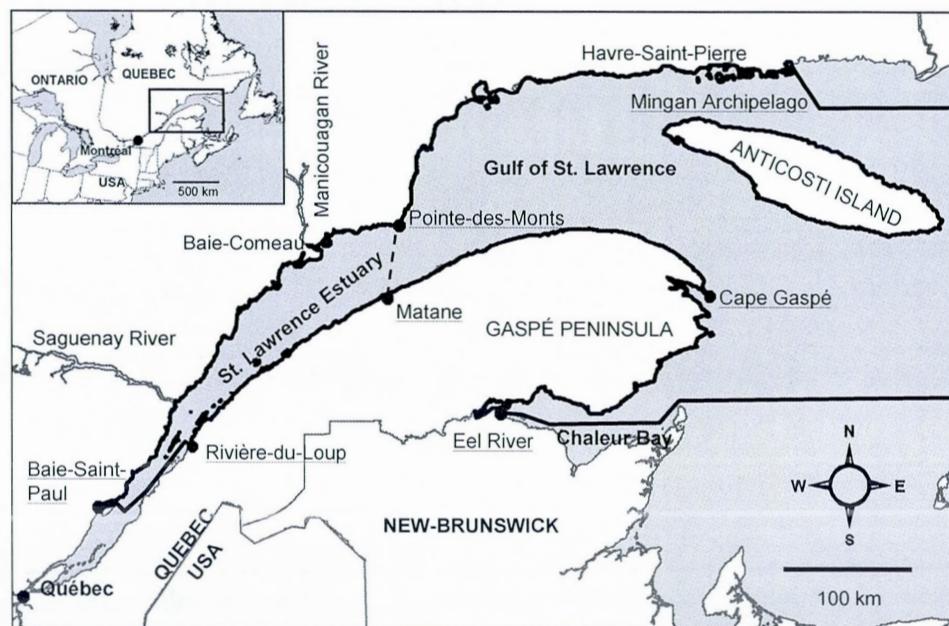 ONTARIO
QUEBEC
Montréal
USA
500 km
Manicouagan River
Havre-Saint-Pierre
Mingan Archipelago
Gulf of St. Lawrence
ANTICOSTI ISLAND
Pointe-des-Monts
Baie-Comeau
St. Lawrence Estuary
Matane
Cape Gaspé
GASPÉ PENINSULA
Saguenay River
Eel River
Chaleur Bay
Rivière-du-Loup
Baie-Saint-
Paul
QUEBEC
USA
NEW-BRUNSWICK
Québec
N
W
E
S
100 km